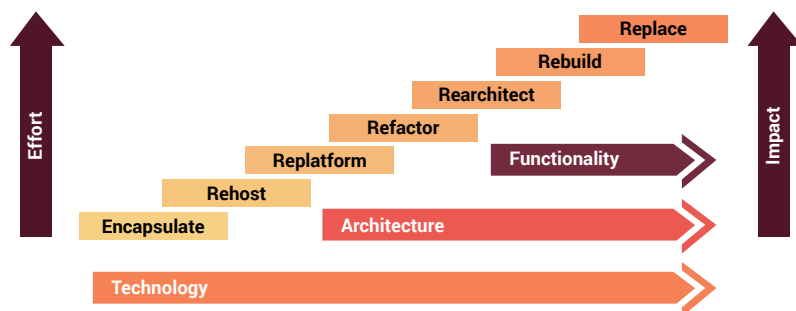 Replace
Rebuild
Rearchitect
Refactor
Replatform
Rehost
Encapsulate
Effort
Impact
Functionality
Architecture
Technology